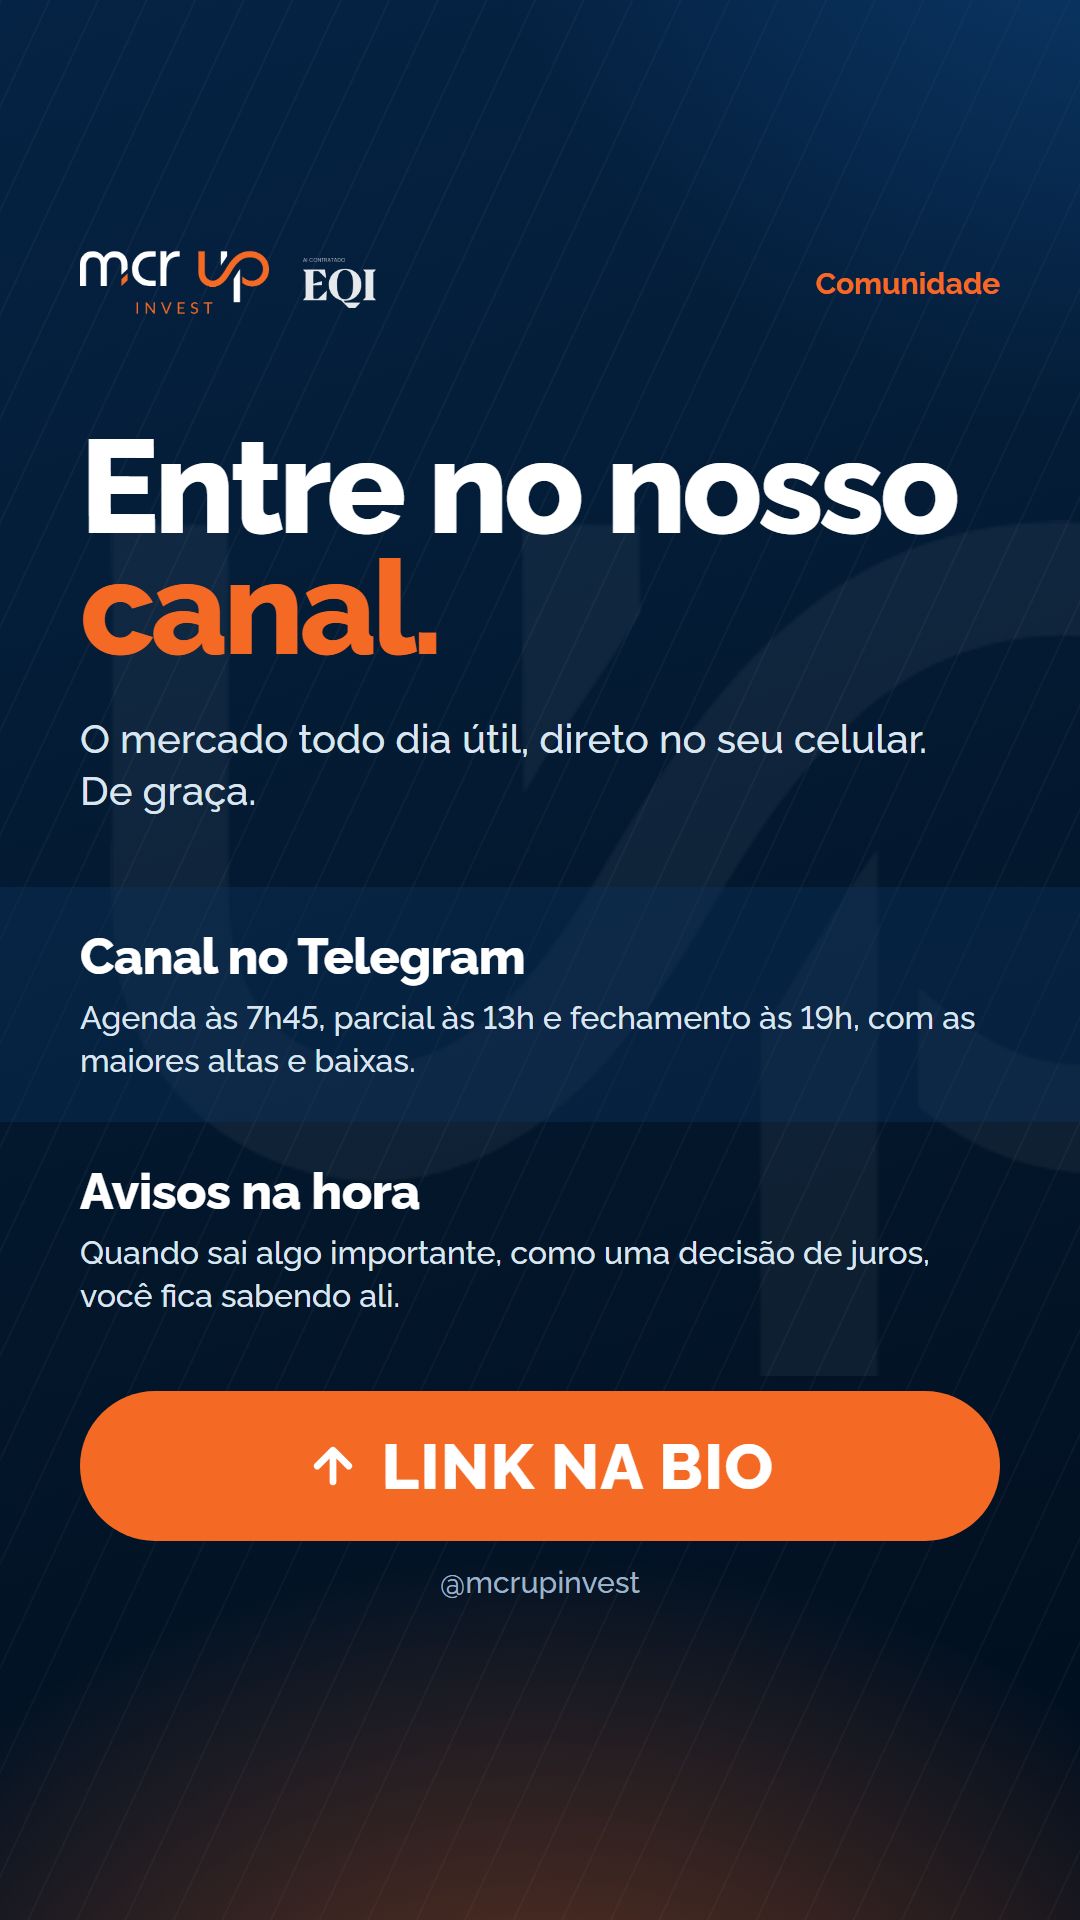 mcr up
INVEST
AI CONTRATADO
EQI
Comunidade
Entre no nosso
canal.
O mercado todo dia útil, direto no seu celular.
De graça.
Canal no Telegram
Agenda às 7h45, parcial às 13h e fechamento às 19h, com as
maiores altas e baixas.
Avisos na hora
Quando sai algo importante, como uma decisão de juros,
você fica sabendo ali.
↑ LINK NA BIO
@mcrupinvest